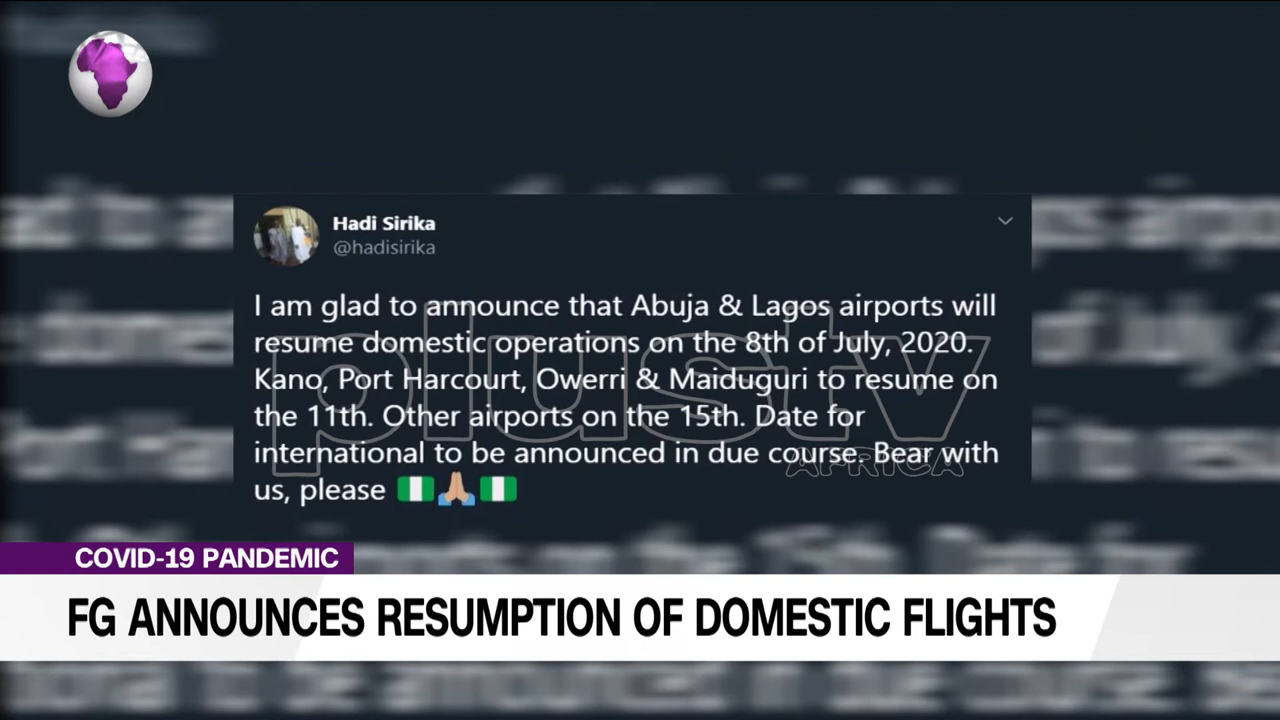 Hadi Sirika
@hadisirika
I am glad to announce that Abuja & Lagos airports will
resume domestic operations on the 8th of July, 2020.
Kano, Port Harcourt, Owerri & Maiduguri to resume on
the 11th. Other airports on the 15th. Date for
international to be announced in due course. Bear with
us, please 🇳🇬🙏🏼🇳🇬
plustv
AFRICA
COVID-19 PANDEMIC
FG ANNOUNCES RESUMPTION OF DOMESTIC FLIGHTS